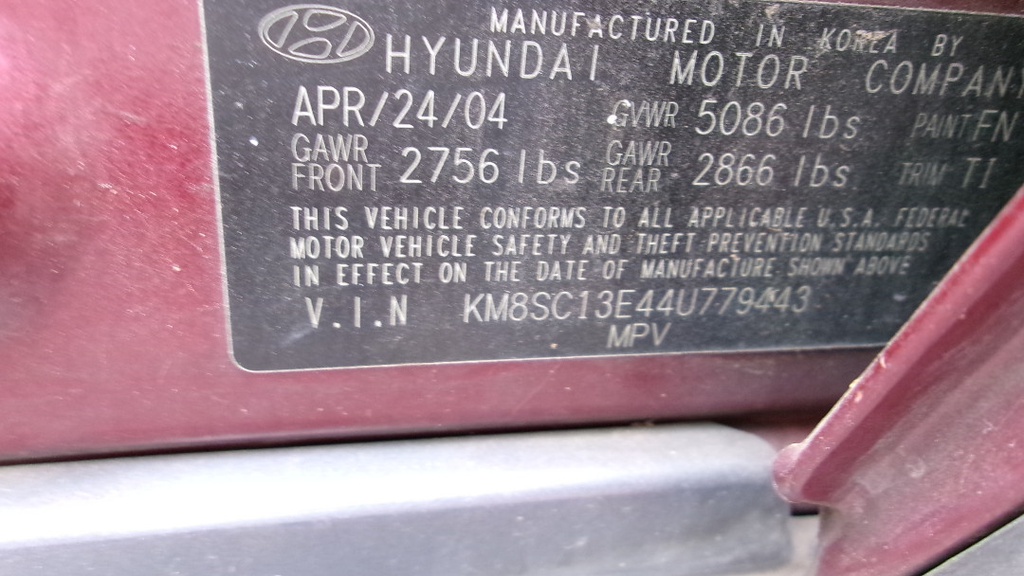 MANUFACTURED IN KOREA BY
HYUNDAI MOTOR COMPANY
APR/24/04 GVWR 5086 lbs PAINT FN
GAWR FRONT 2756 lbs GAWR REAR 2866 lbs TRIM TI
THIS VEHICLE CONFORMS TO ALL APPLICABLE U.S.A. FEDERAL
MOTOR VEHICLE SAFETY AND THEFT PREVENTION STANDARDS
IN EFFECT ON THE DATE OF MANUFACTURE SHOWN ABOVE
V.I.N KM8SC13E44U779443
MPV